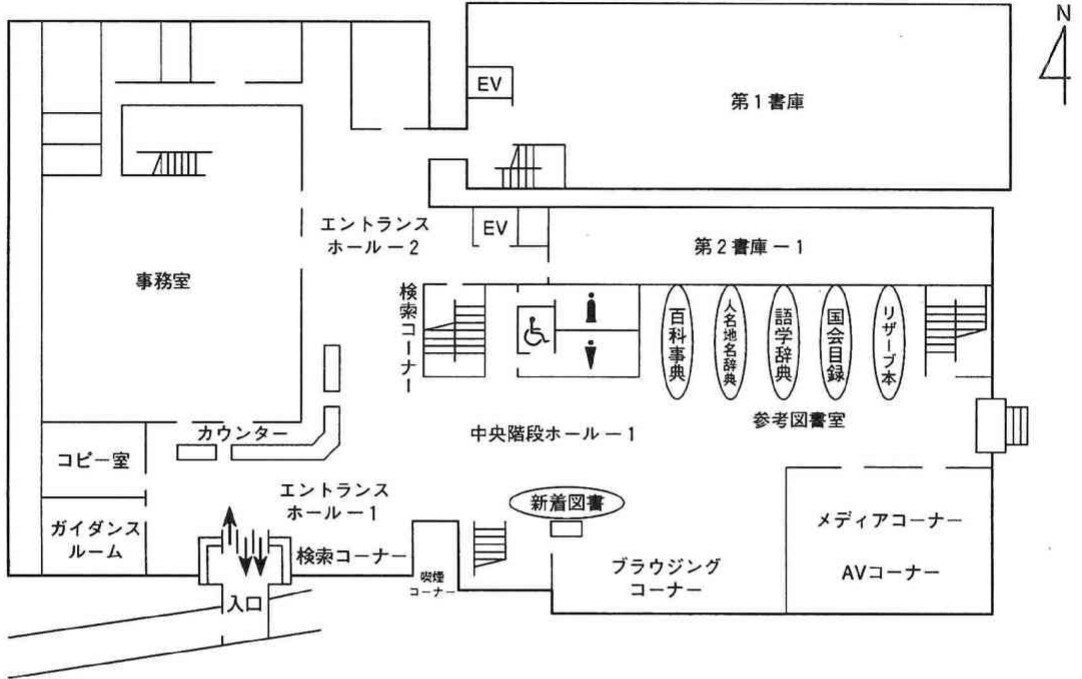 N
EV
第1書庫
エントランス
ホール－2
EV
第2書庫－1
事務室
検索コーナー
百科事典
人名地名辞典
語学辞典
国会目録
リザーブ本
カウンター
中央階段ホール－1
参考図書室
コピー室
エントランス
ホール－1
新着図書
ガイダンス
ルーム
検索コーナー
メディアコーナー
喫煙
コーナー
ブラウジング
コーナー
AVコーナー
入口